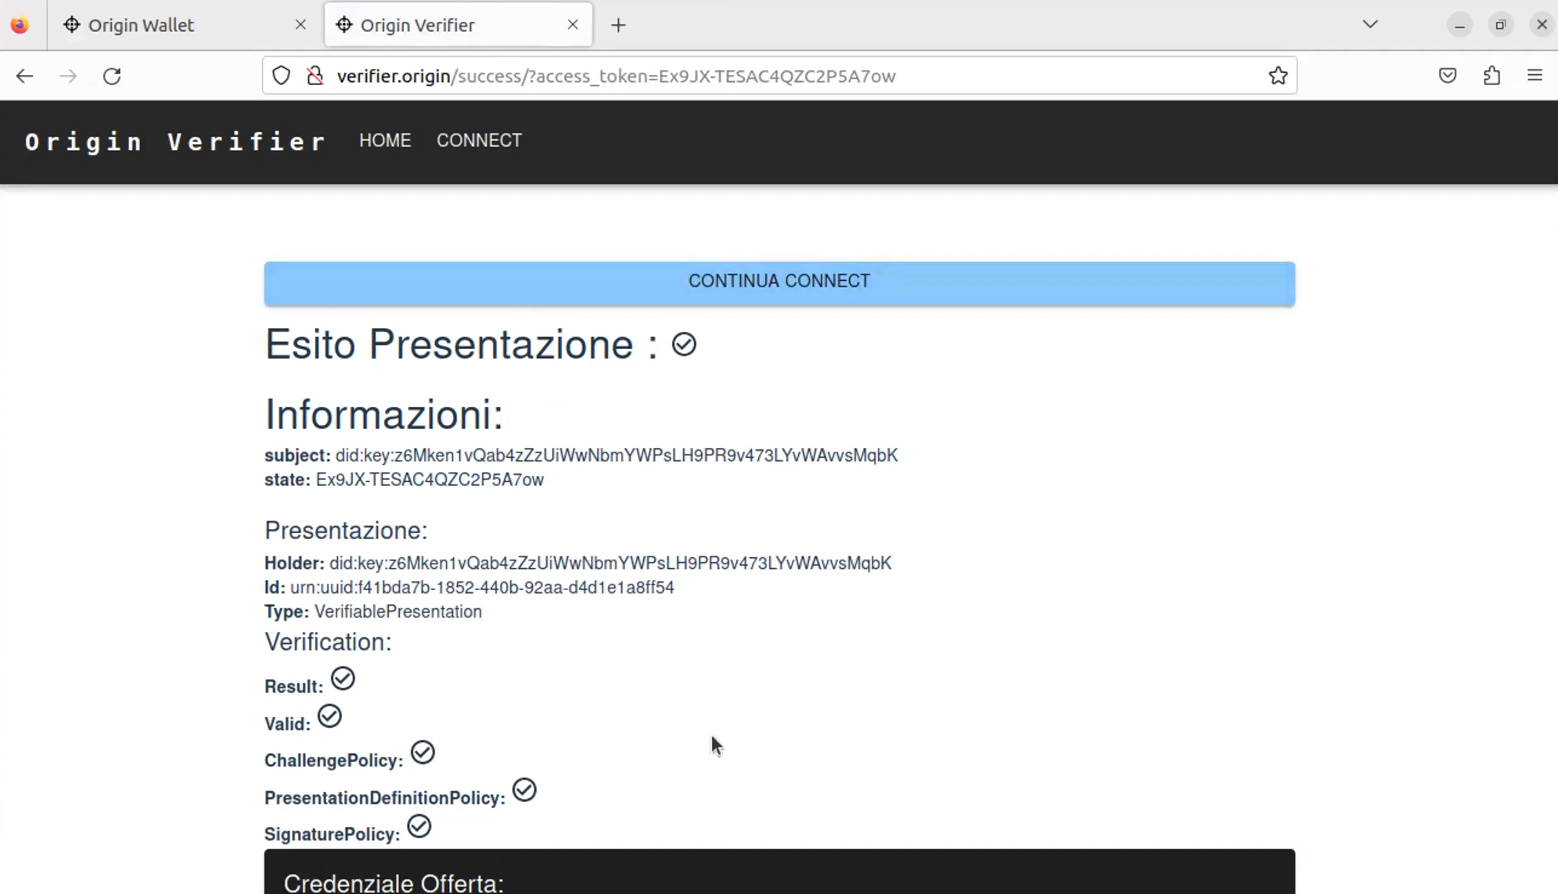 Origin Wallet
Origin Verifier
verifier.origin/success/?access_token=Ex9JX-TESAC4QZC2P5A7ow
Origin Verifier HOME CONNECT
CONTINUA CONNECT
Esito Presentazione :
Informazioni:
subject: did:key:z6Mken1vQab4zZzUiWwNbmYWPsLH9PR9v473LYvWAvvsMqbK
state: Ex9JX-TESAC4QZC2P5A7ow
Presentazione:
Holder: did:key:z6Mken1vQab4zZzUiWwNbmYWPsLH9PR9v473LYvWAvvsMqbK
Id: urn:uuid:f41bda7b-1852-440b-92aa-d4d1e1a8ff54
Type: VerifiablePresentation
Verification:
Result:
Valid:
ChallengePolicy:
PresentationDefinitionPolicy:
SignaturePolicy:
Credenziale Offerta: